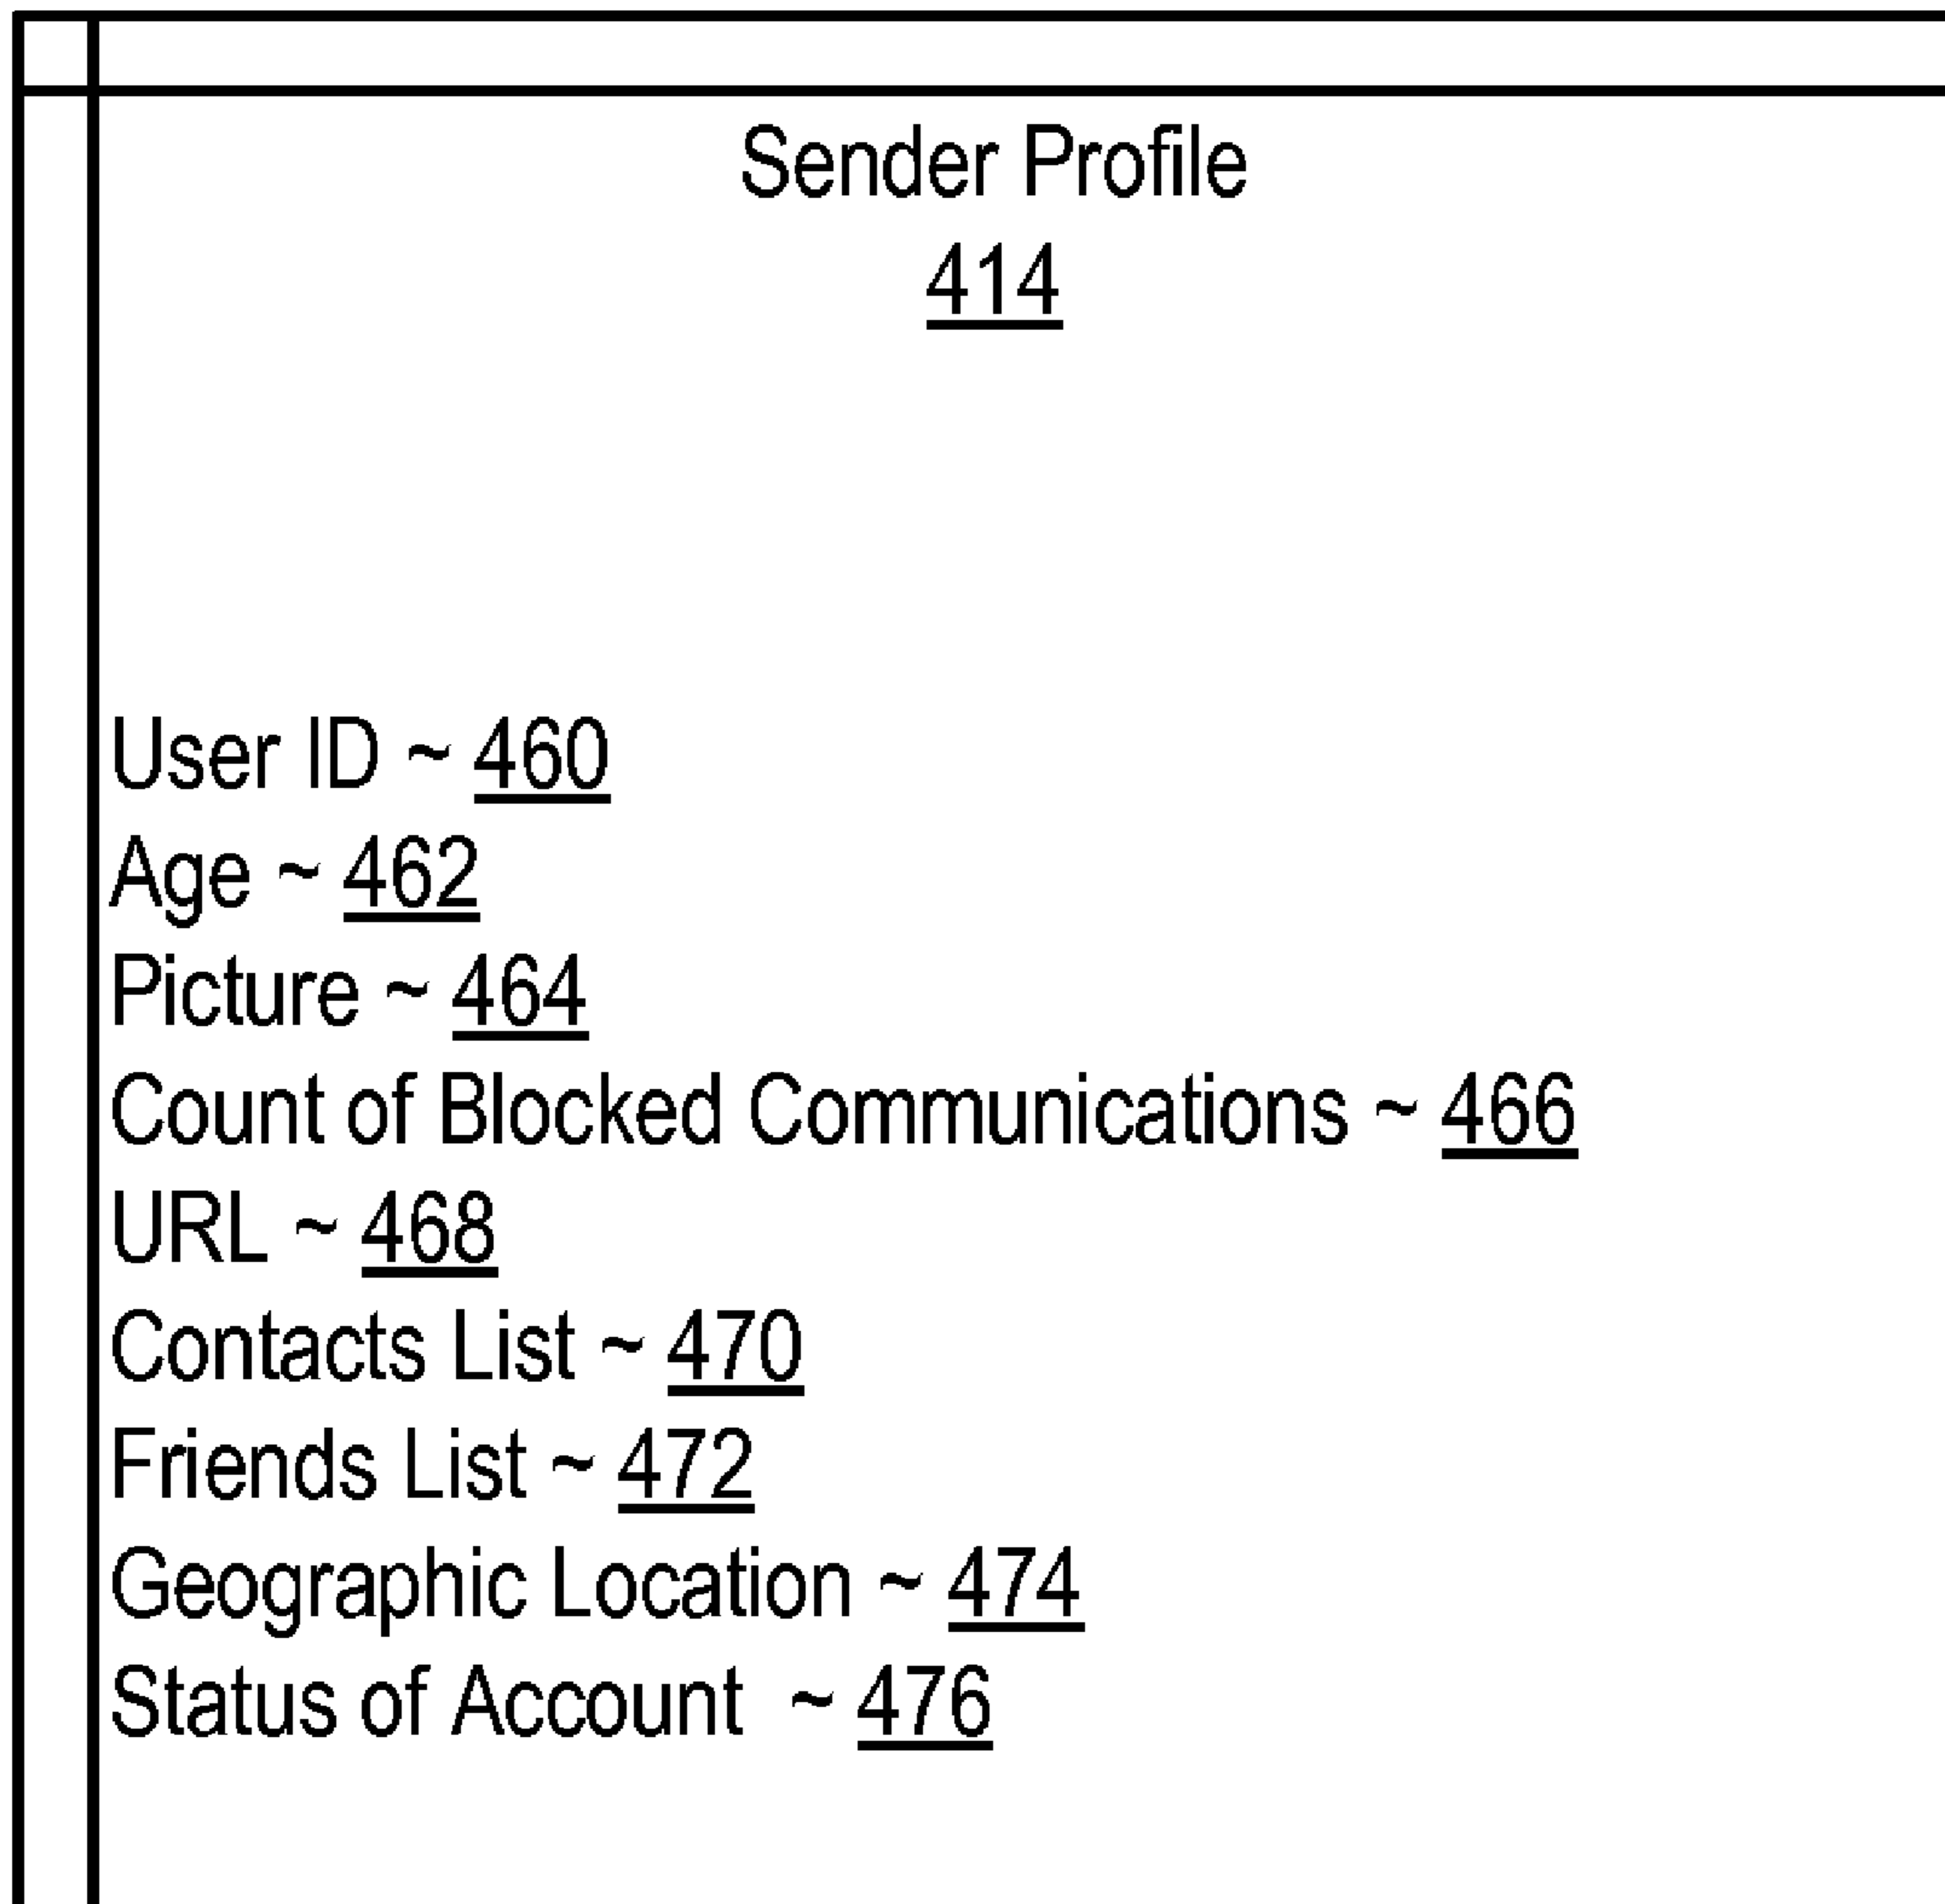 Sender Profile
414
User ID ~ 460
Age ~ 462
Picture ~ 464
Count of Blocked Communications ~ 466
URL ~ 468
Contacts List ~ 470
Friends List ~ 472
Geographic Location ~ 474
Status of Account ~ 476